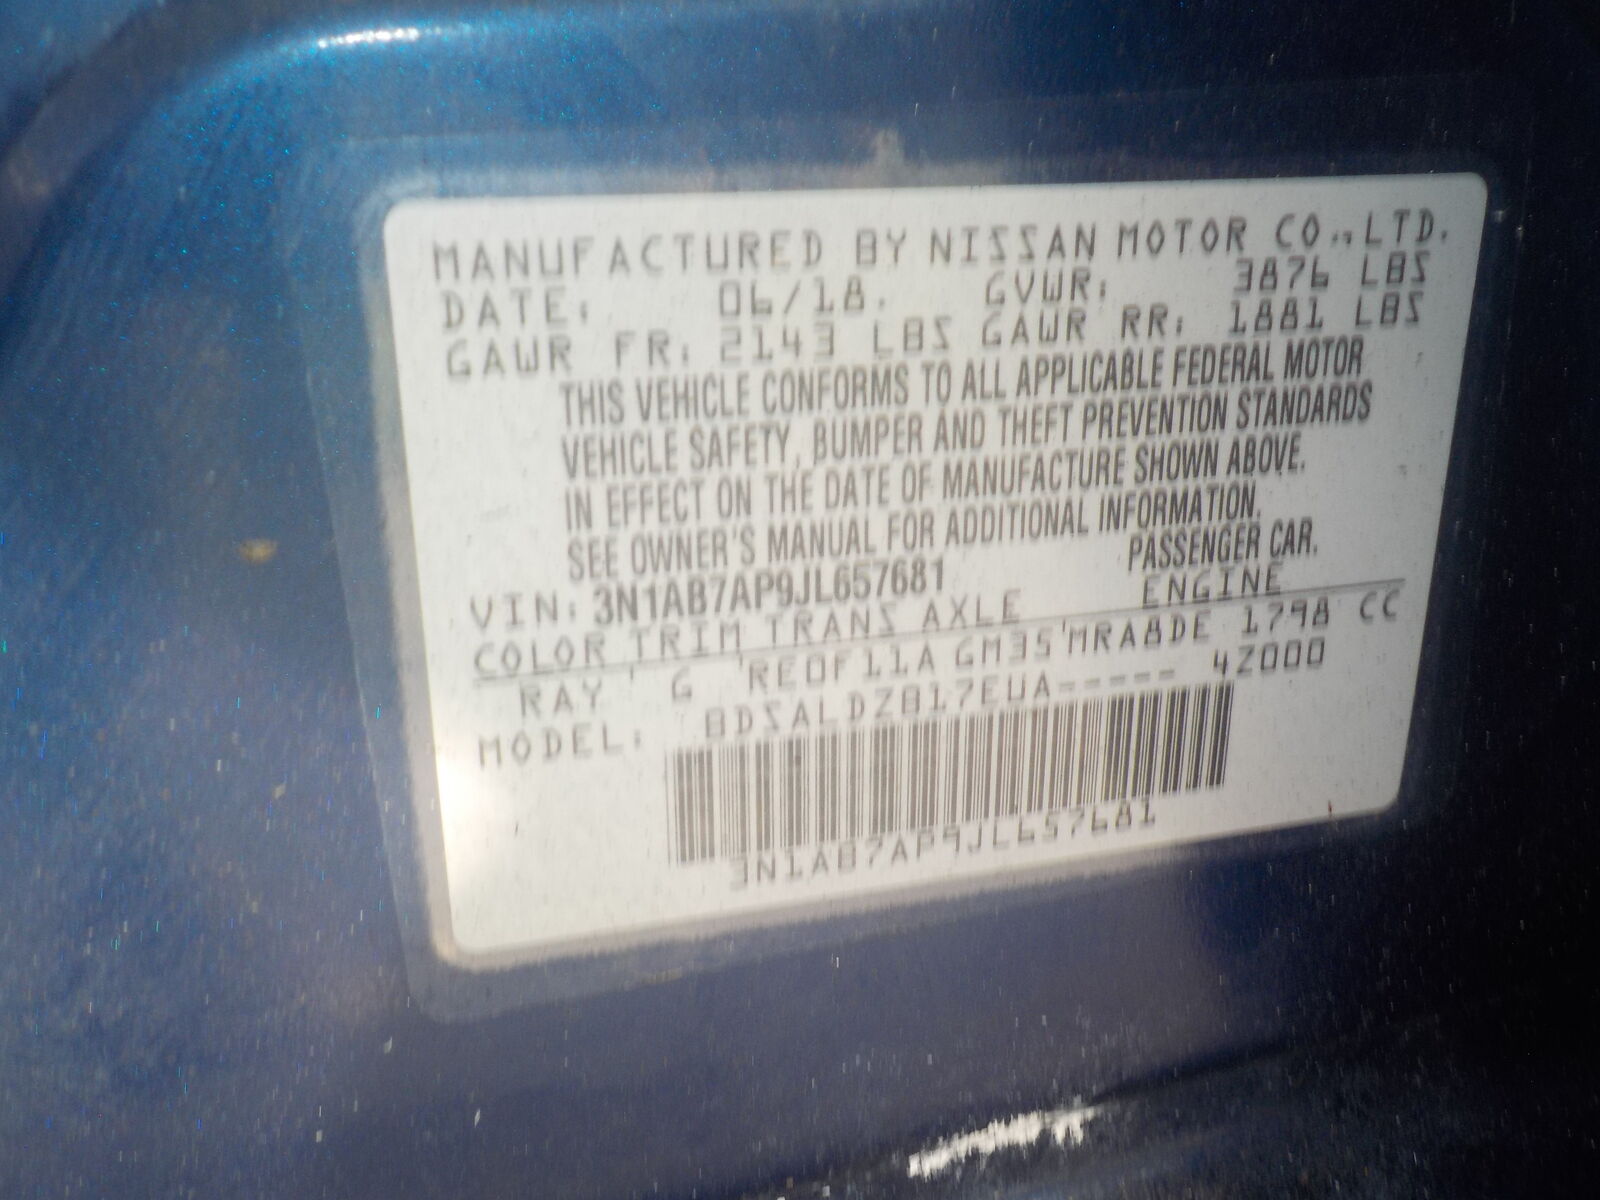 MANUFACTURED BY NISSAN MOTOR CO., LTD.
DATE: 06/18. GVWR: 3876 LBS
GAWR FR: 2143 LBS GAWR RR: 1881 LBS
THIS VEHICLE CONFORMS TO ALL APPLICABLE FEDERAL MOTOR
VEHICLE SAFETY, BUMPER AND THEFT PREVENTION STANDARDS
IN EFFECT ON THE DATE OF MANUFACTURE SHOWN ABOVE.
SEE OWNER'S MANUAL FOR ADDITIONAL INFORMATION.
VIN: 3N1AB7AP9JL657681 PASSENGER CAR.
COLOR TRIM TRANS AXLE ENGINE
RAY ' G 'RE0F11A GM35'MRA8DE 1798 CC
MODEL: BDSALDZB17EUA----- 4Z000
3N1AB7AP9JL657681